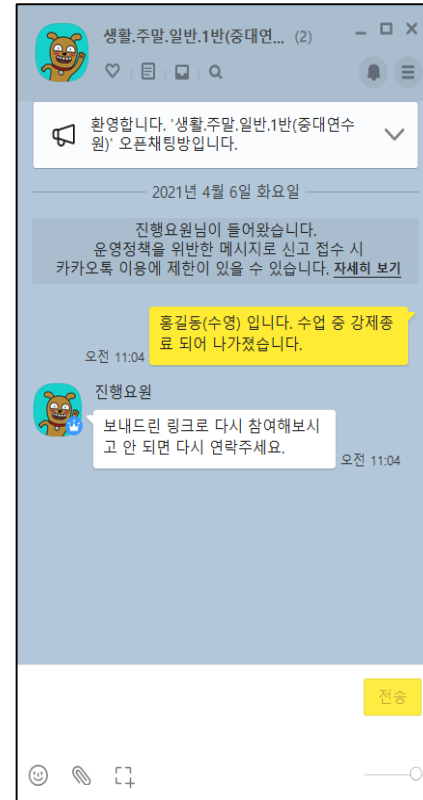 생활.주말.일반.1반(중대연... (2)
환영합니다. '생활.주말.일반.1반(중대연수
원)' 오픈채팅방입니다.
2021년 4월 6일 화요일
진행요원님이 들어왔습니다.
운영정책을 위반한 메시지로 신고 접수 시
카카오톡 이용에 제한이 있을 수 있습니다. 자세히 보기
홍길동(수영) 입니다. 수업 중 강제종
료 되어 나가졌습니다.
오전 11:04
진행요원
보내드린 링크로 다시 참여해보시
고 안 되면 다시 연락주세요.
오전 11:04
전송